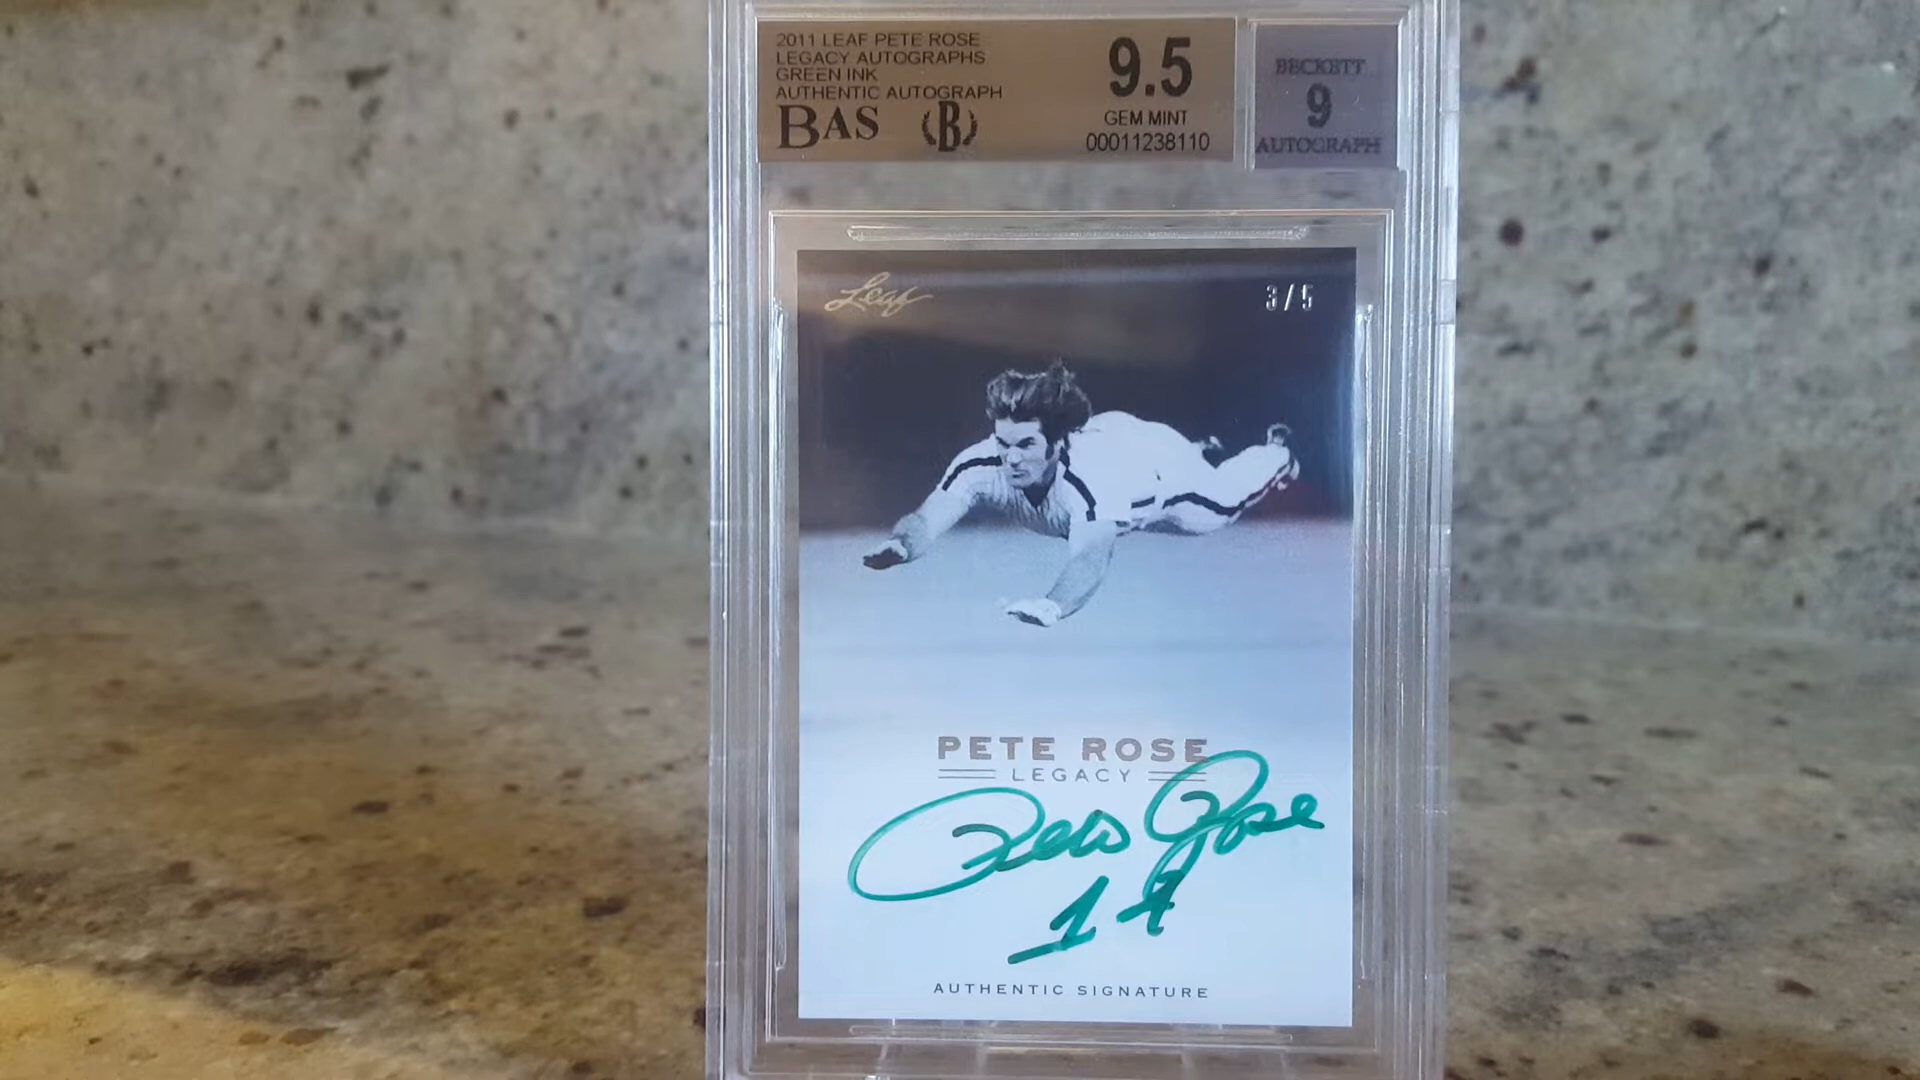 2011 LEAF PETE ROSE
LEGACY AUTOGRAPHS
GREEN INK
AUTHENTIC AUTOGRAPH
BAS B
9.5
GEM MINT
00011238110
BECKETT
9
AUTOGRAPH
Leaf
3/5
PETE ROSE
LEGACY
Pete Rose
14
AUTHENTIC SIGNATURE